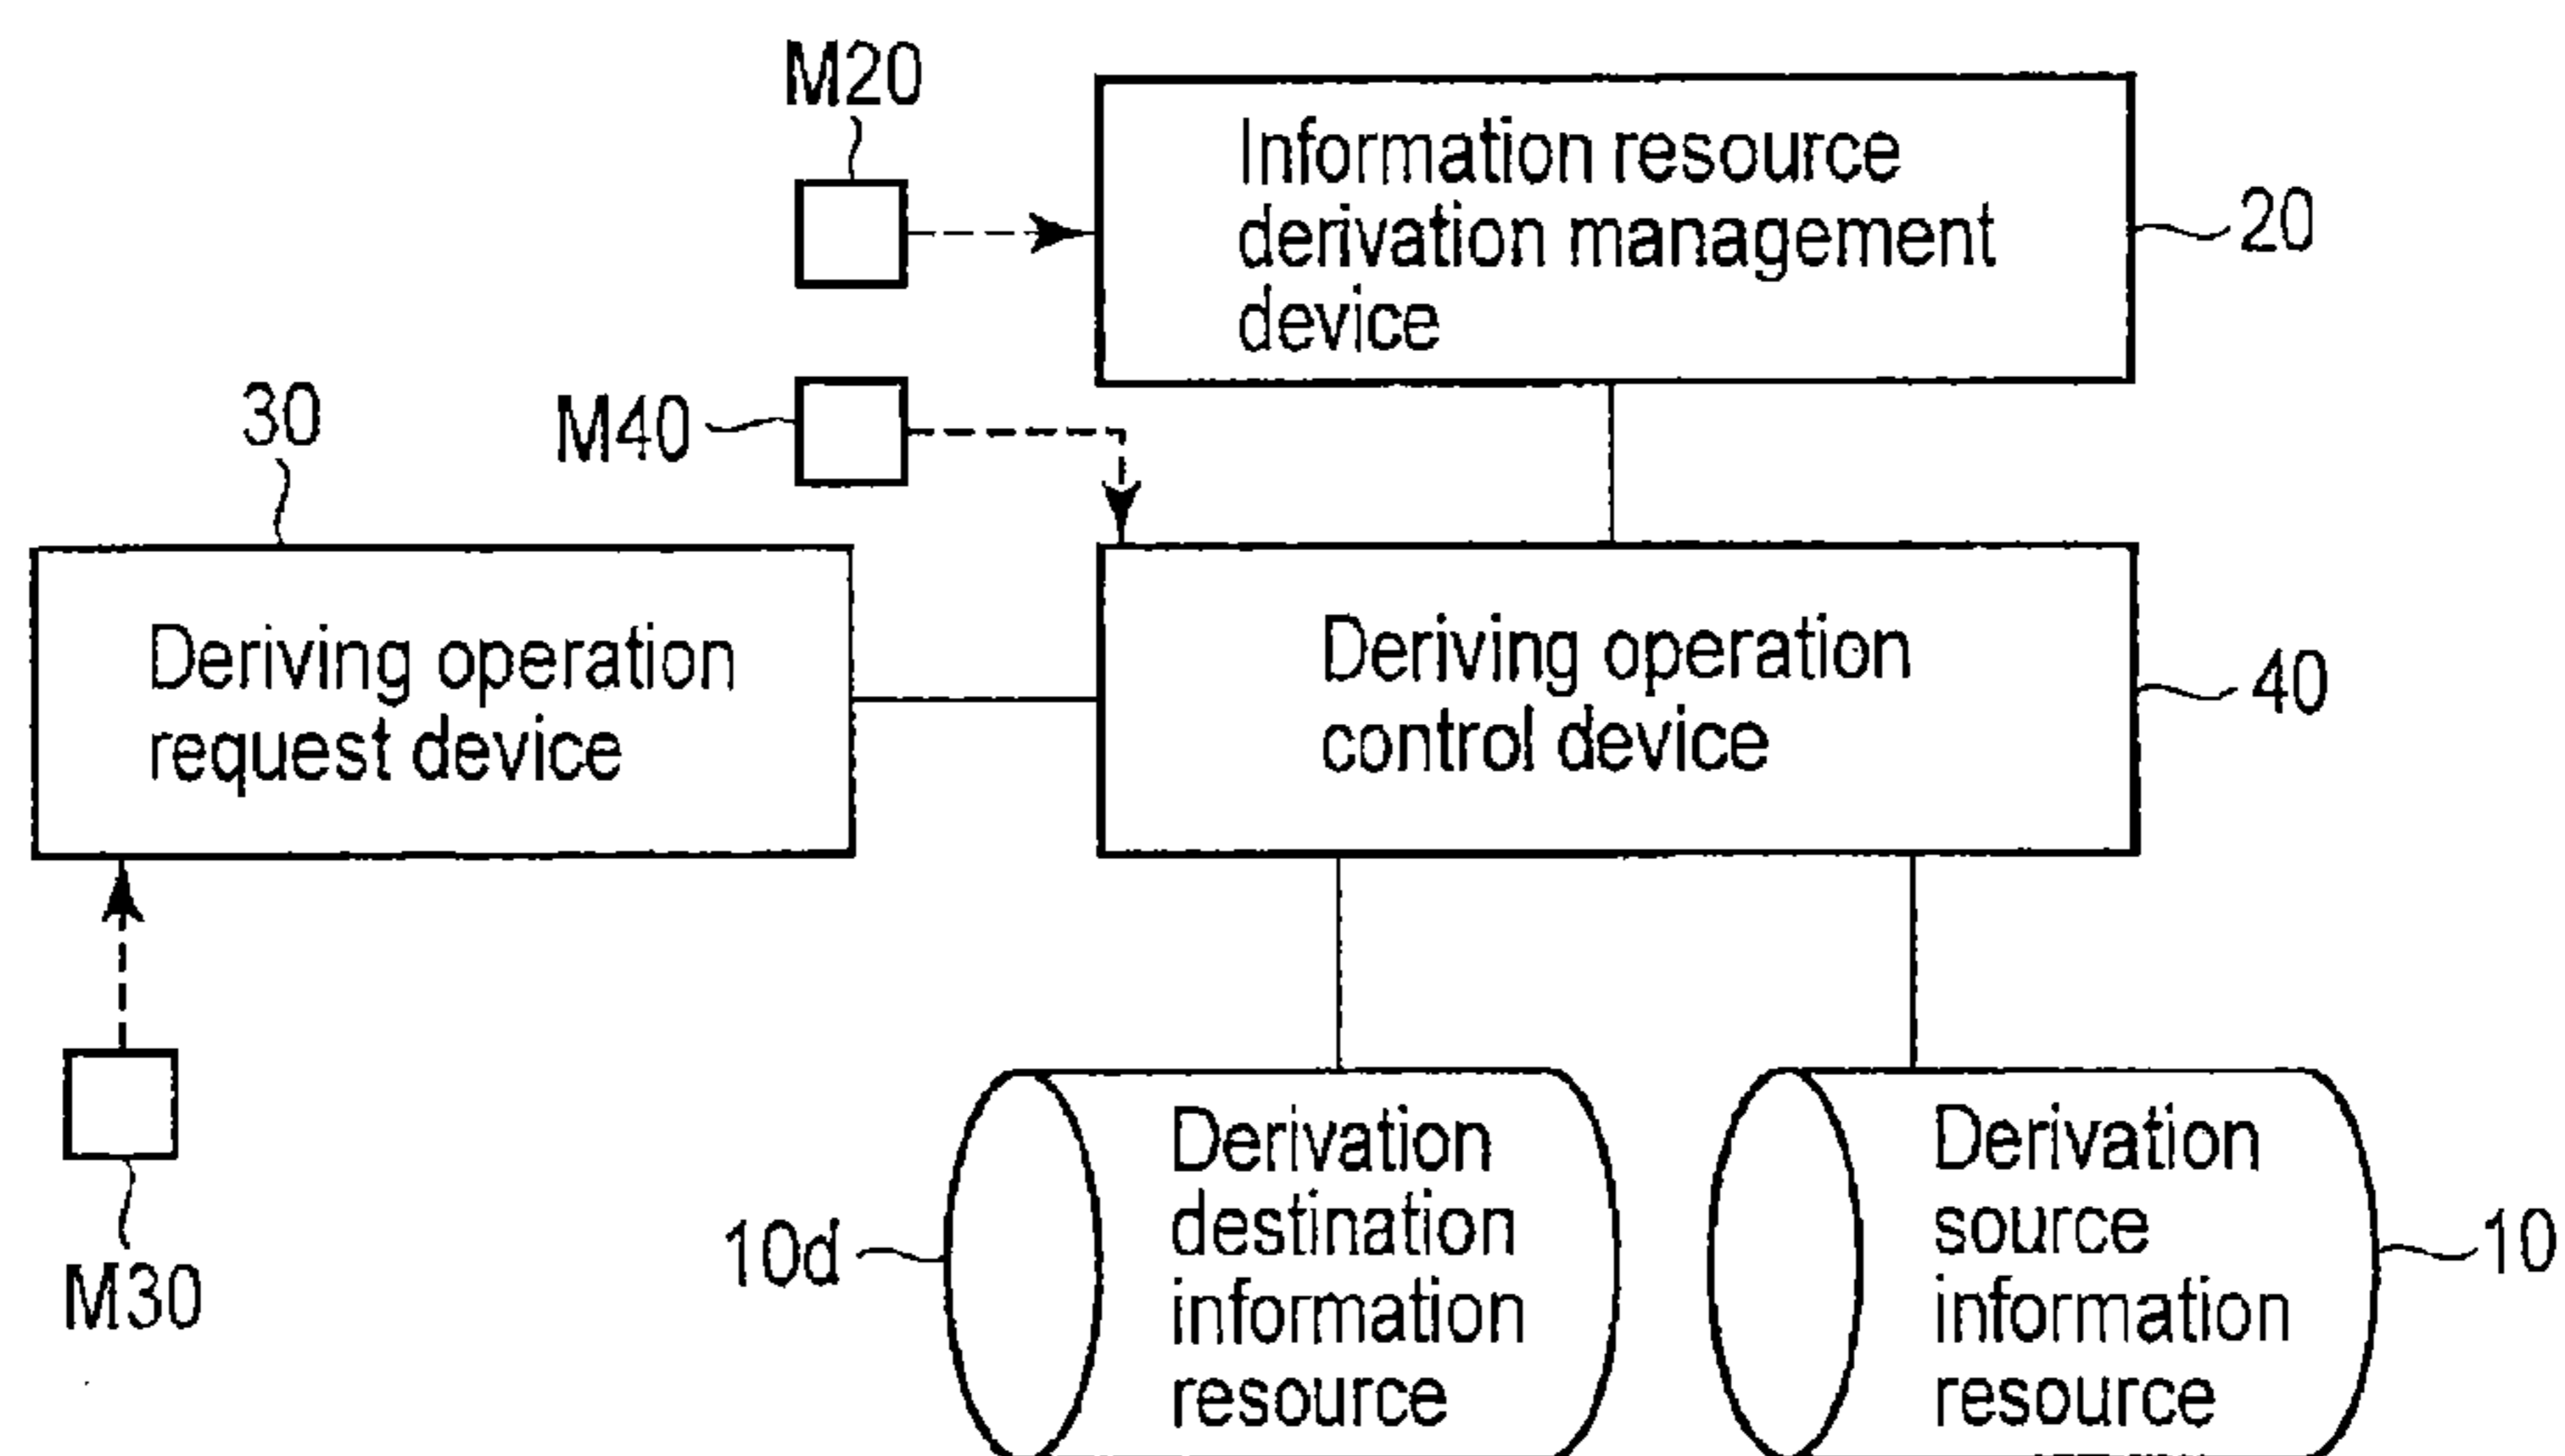 M20
Information resource
derivation management
device
20
M40
30
Deriving operation
request device
Deriving operation
control device
40
M30
10d
Derivation
destination
information
resource
Derivation
source
information
resource
10